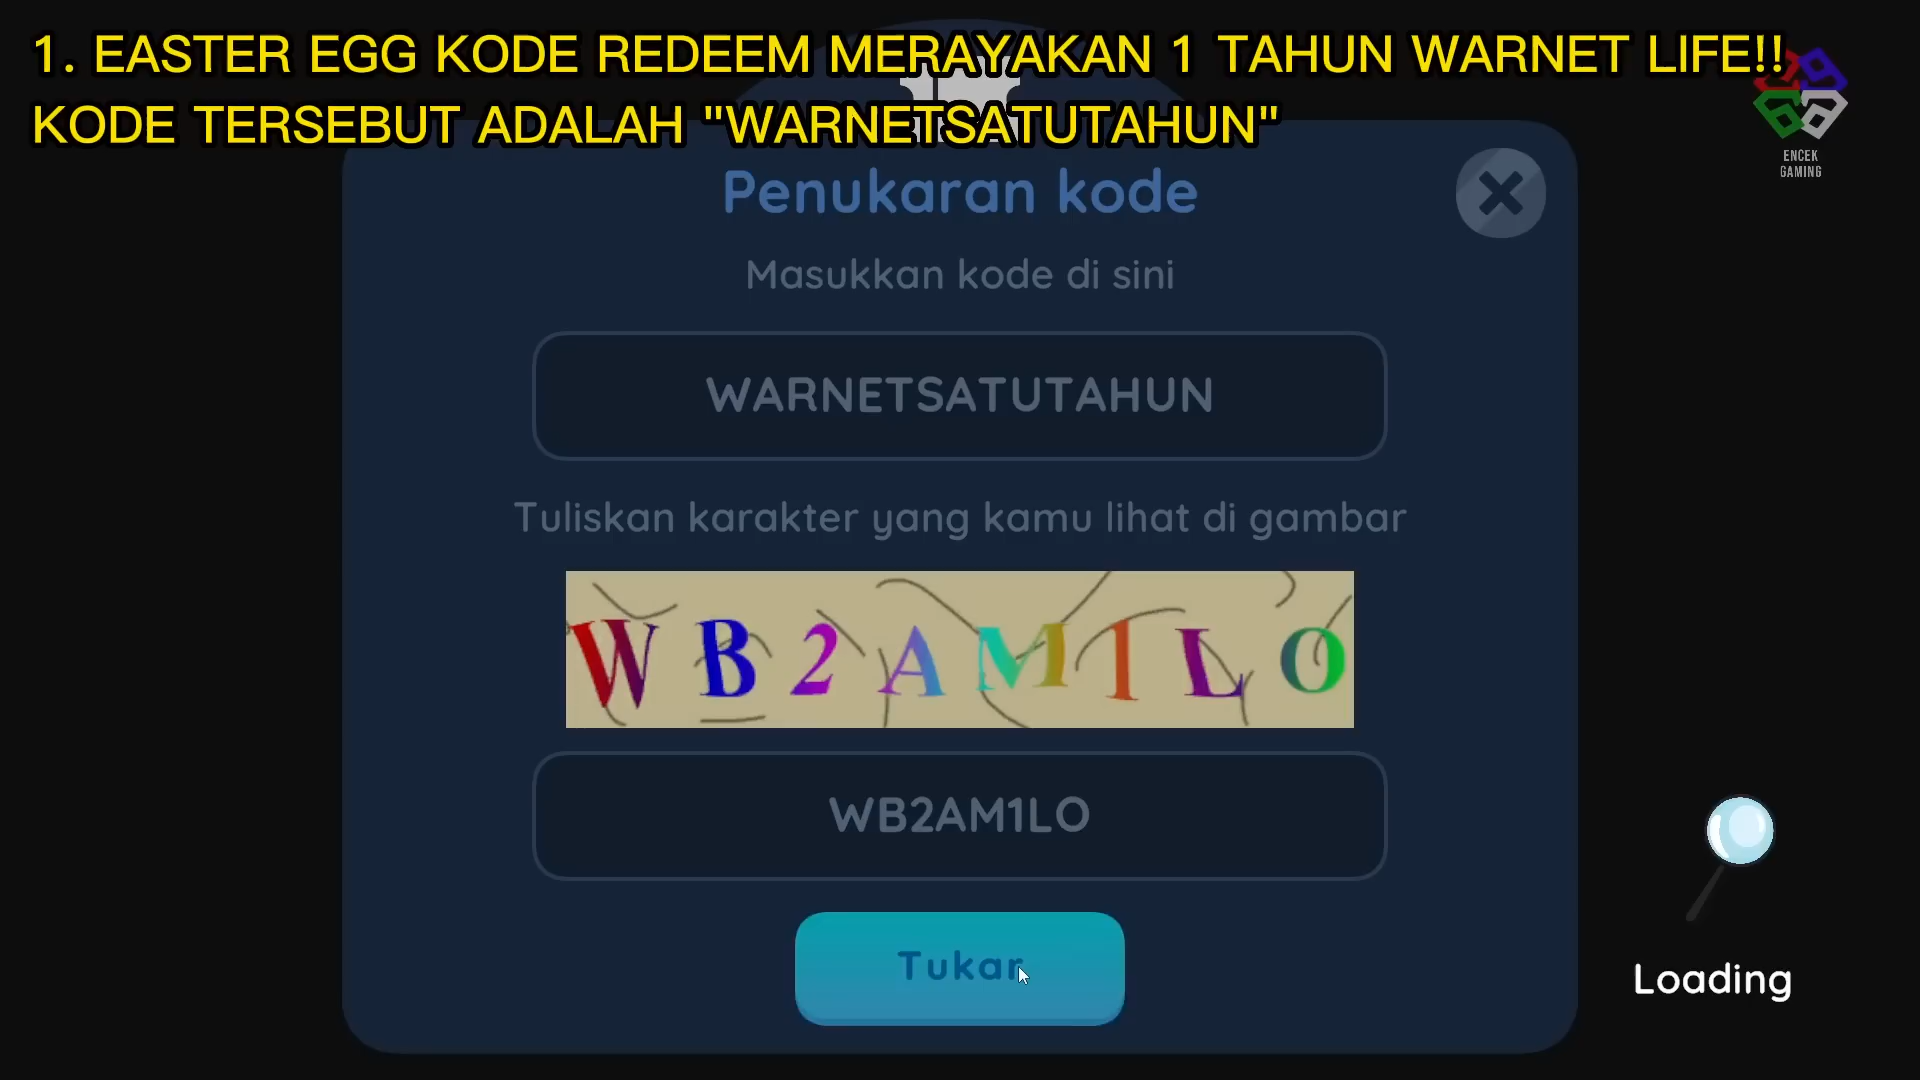 1. EASTER EGG KODE REDEEM MERAYAKAN 1 TAHUN WARNET LIFE!!
KODE TERSEBUT ADALAH "WARNETSATUTAHUN"
ENCEK
GAMING
Penukaran kode
Masukkan kode di sini
WARNETSATUTAHUN
Tuliskan karakter yang kamu lihat di gambar
WB2AM1LO
WB2AM1LO
Tukar
Loading